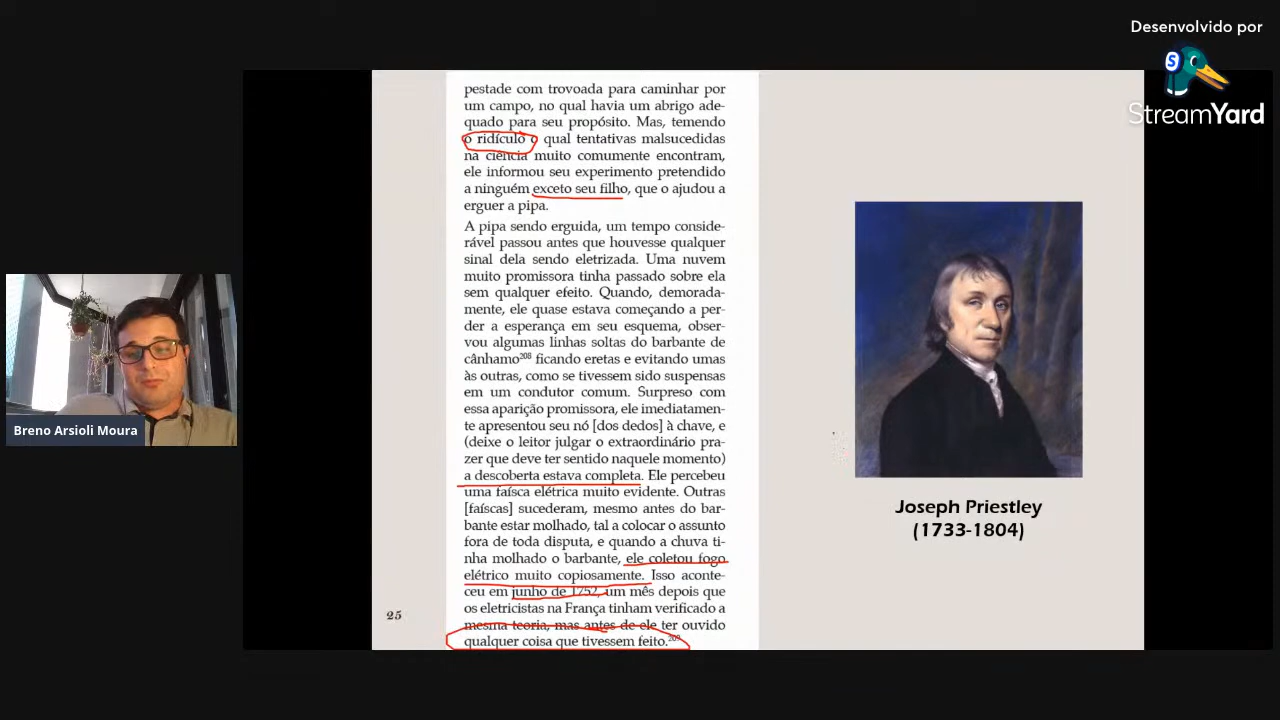 Desenvolvido por
S
StreamYard
pestade com trovoada para caminhar por
um campo, no qual havia um abrigo ade-
quado para seu propósito. Mas, temendo
o ridículo o qual tentativas malsucedidas
na ciência muito comumente encontram,
ele informou seu experimento pretendido
a ninguém exceto seu filho, que o ajudou a
erguer a pipa.
A pipa sendo erguida, um tempo conside-
rável passou antes que houvesse qualquer
sinal dela sendo eletrizada. Uma nuvem
muito promissora tinha passado sobre ela
sem qualquer efeito. Quando, demorada-
mente, ele quase estava começando a per-
der a esperança em seu esquema, obser-
vou algumas linhas soltas do barbante de
cânhamo208 ficando eretas e evitando umas
às outras, como se tivessem sido suspensas
em um condutor comum. Surpreso com
essa aparição promissora, ele imediatamen-
te apresentou seu nó [dos dedos] à chave, e
(deixe o leitor julgar o extraordinário pra-
zer que deve ter sentido naquele momento)
a descoberta estava completa. Ele percebeu
uma faísca elétrica muito evidente. Outras
[faíscas] sucederam, mesmo antes do bar-
bante estar molhado, tal a colocar o assunto
fora de toda disputa, e quando a chuva ti-
nha molhado o barbante, ele coletou fogo
elétrico muito copiosamente. Isso aconte-
ceu em junho de 1752, um mês depois que
os eletricistas na França tinham verificado a
mesma teoria, mas antes de ele ter ouvido
qualquer coisa que tivessem feito.209
25
Joseph Priestley
(1733-1804)
Breno Arsioli Moura